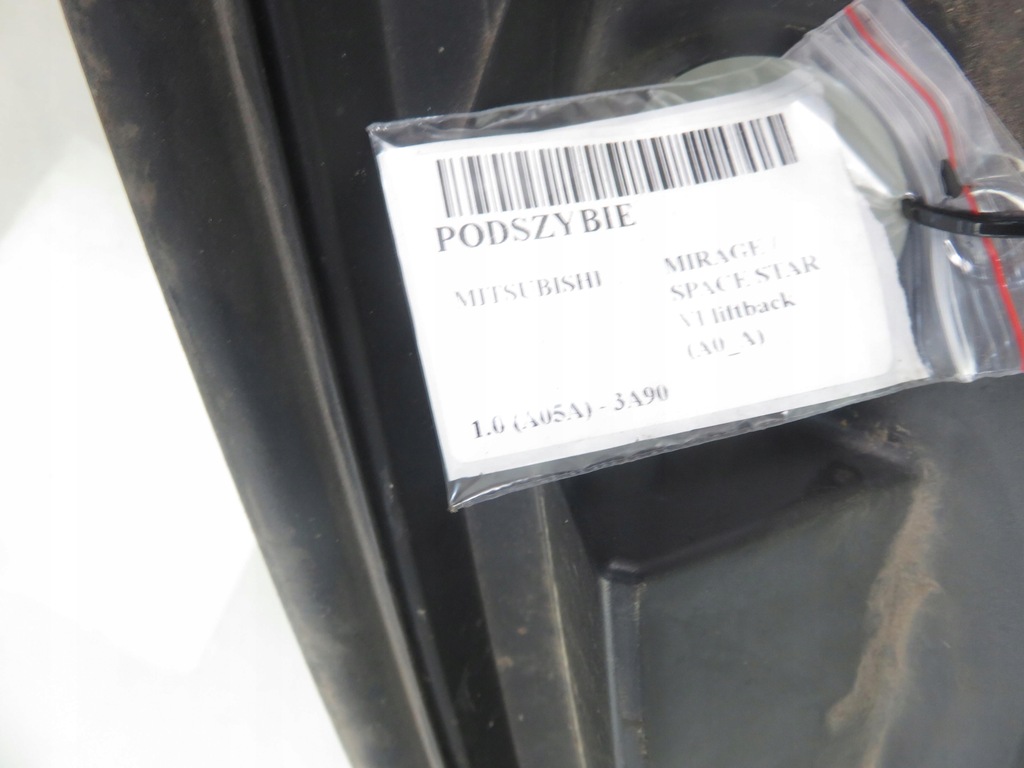 PODSZYBIE
MITSUBISHI
MIRAGE /
SPACE STAR
VI liftback
(A0_A)
1.0 (A05A) - 3A90